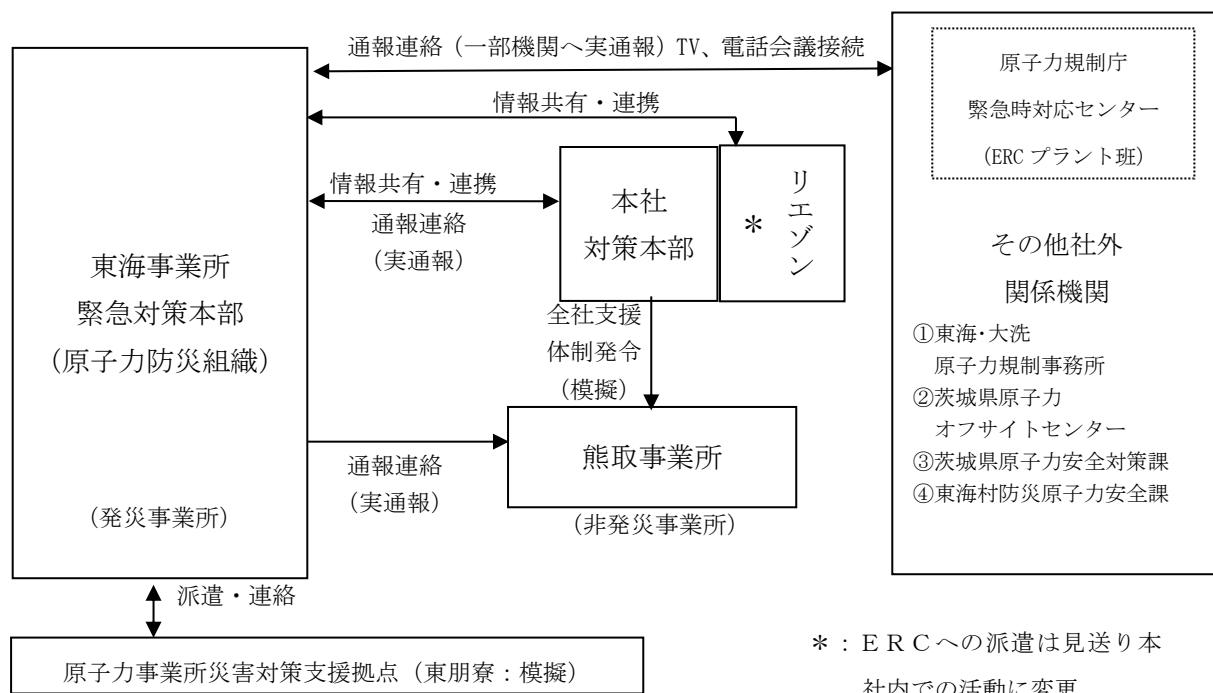 通報連絡（一部機関へ実通報）TV、電話会議接続
情報共有・連携
情報共有・連携
通報連絡
(実通報)
東海事業所
緊急対策本部
(原子力防災組織)
(発災事業所)
本社
対策本部
＊
リエゾン
全社支援
体制発令
(模擬)
通報連絡
(実通報)
熊取事業所
(非発災事業所)
原子力規制庁
緊急時対応センター
(ERC プラント班)
その他社外
関係機関
①東海・大洗
原子力規制事務所
②茨城県原子力
オフサイトセンター
③茨城県原子力安全対策課
④東海村防災原子力安全課
派遣・連絡
原子力事業所災害対策支援拠点（東朋寮：模擬）
＊：ＥＲＣへの派遣は見送り本
社内での活動に変更